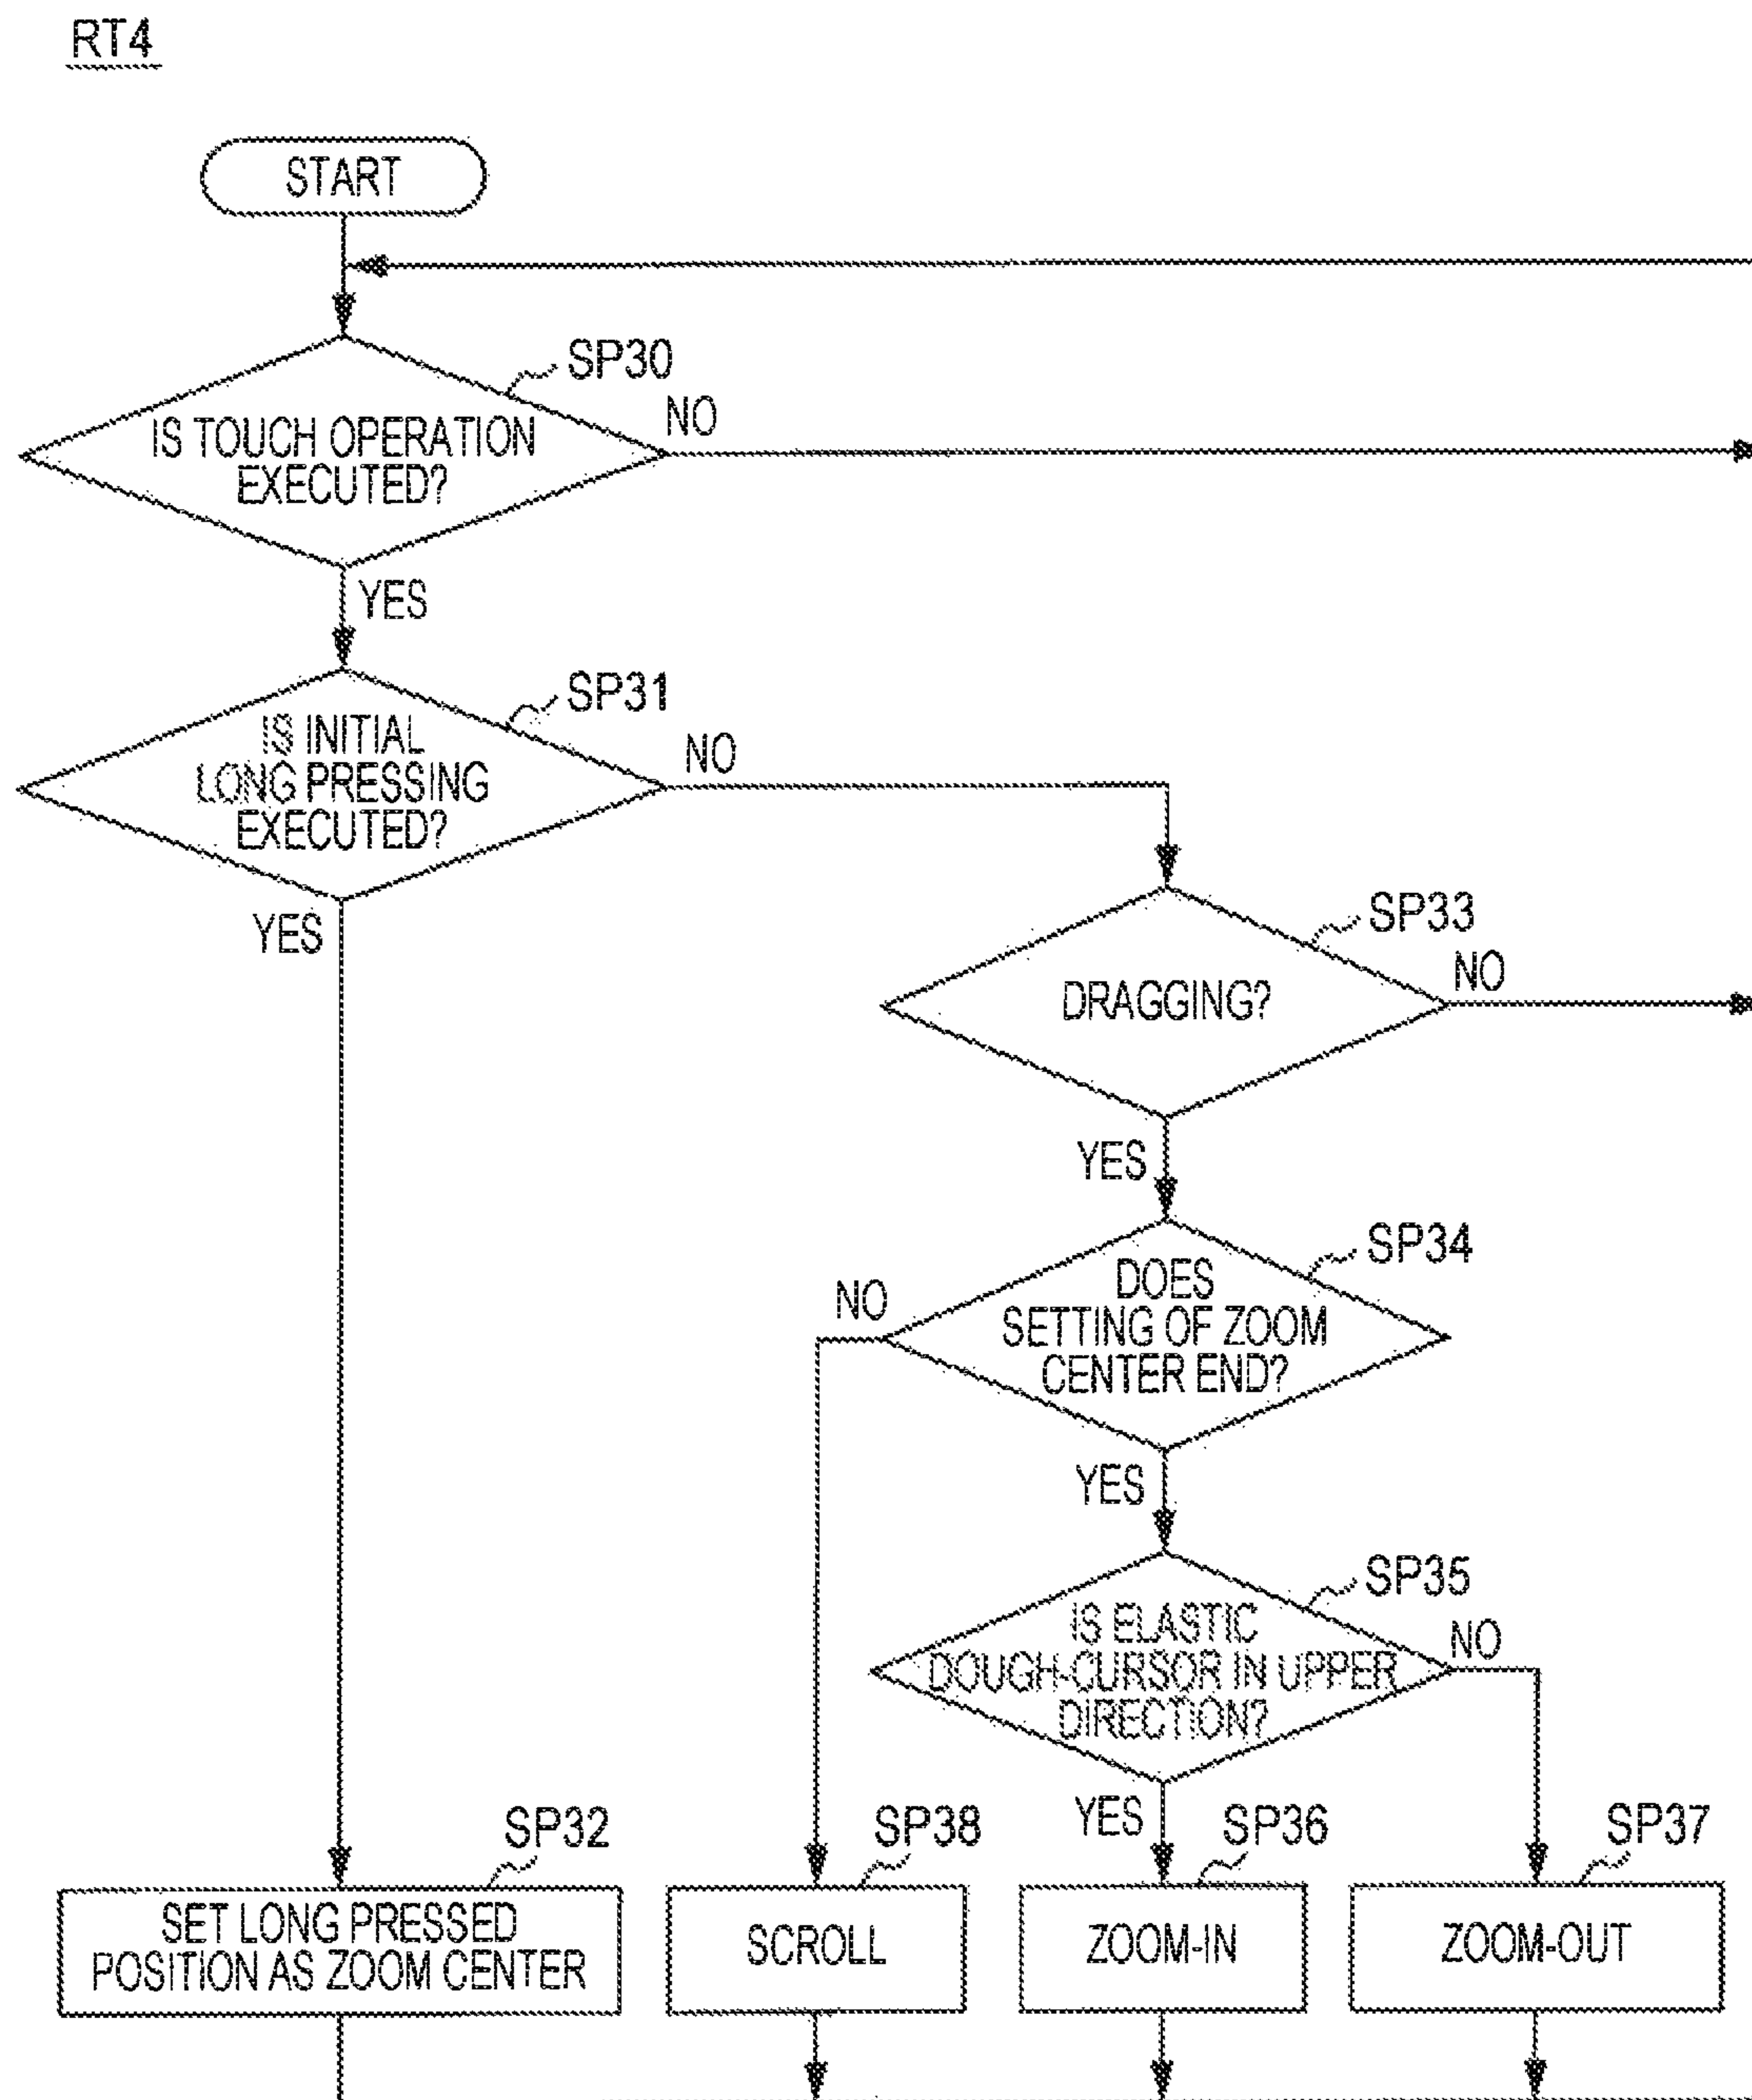 RT4
START
SP30
IS TOUCH OPERATION
EXECUTED?
NO
YES
SP31
IS INITIAL
LONG PRESSING
EXECUTED?
NO
YES
SP33
DRAGGING?
NO
YES
SP34
DOES
SETTING OF ZOOM
CENTER END?
NO
YES
SP35
IS ELASTIC
DOUGH-CURSOR IN UPPER
DIRECTION?
NO
YES
SP32
SET LONG PRESSED
POSITION AS ZOOM CENTER
SP38
SCROLL
SP36
ZOOM-IN
SP37
ZOOM-OUT